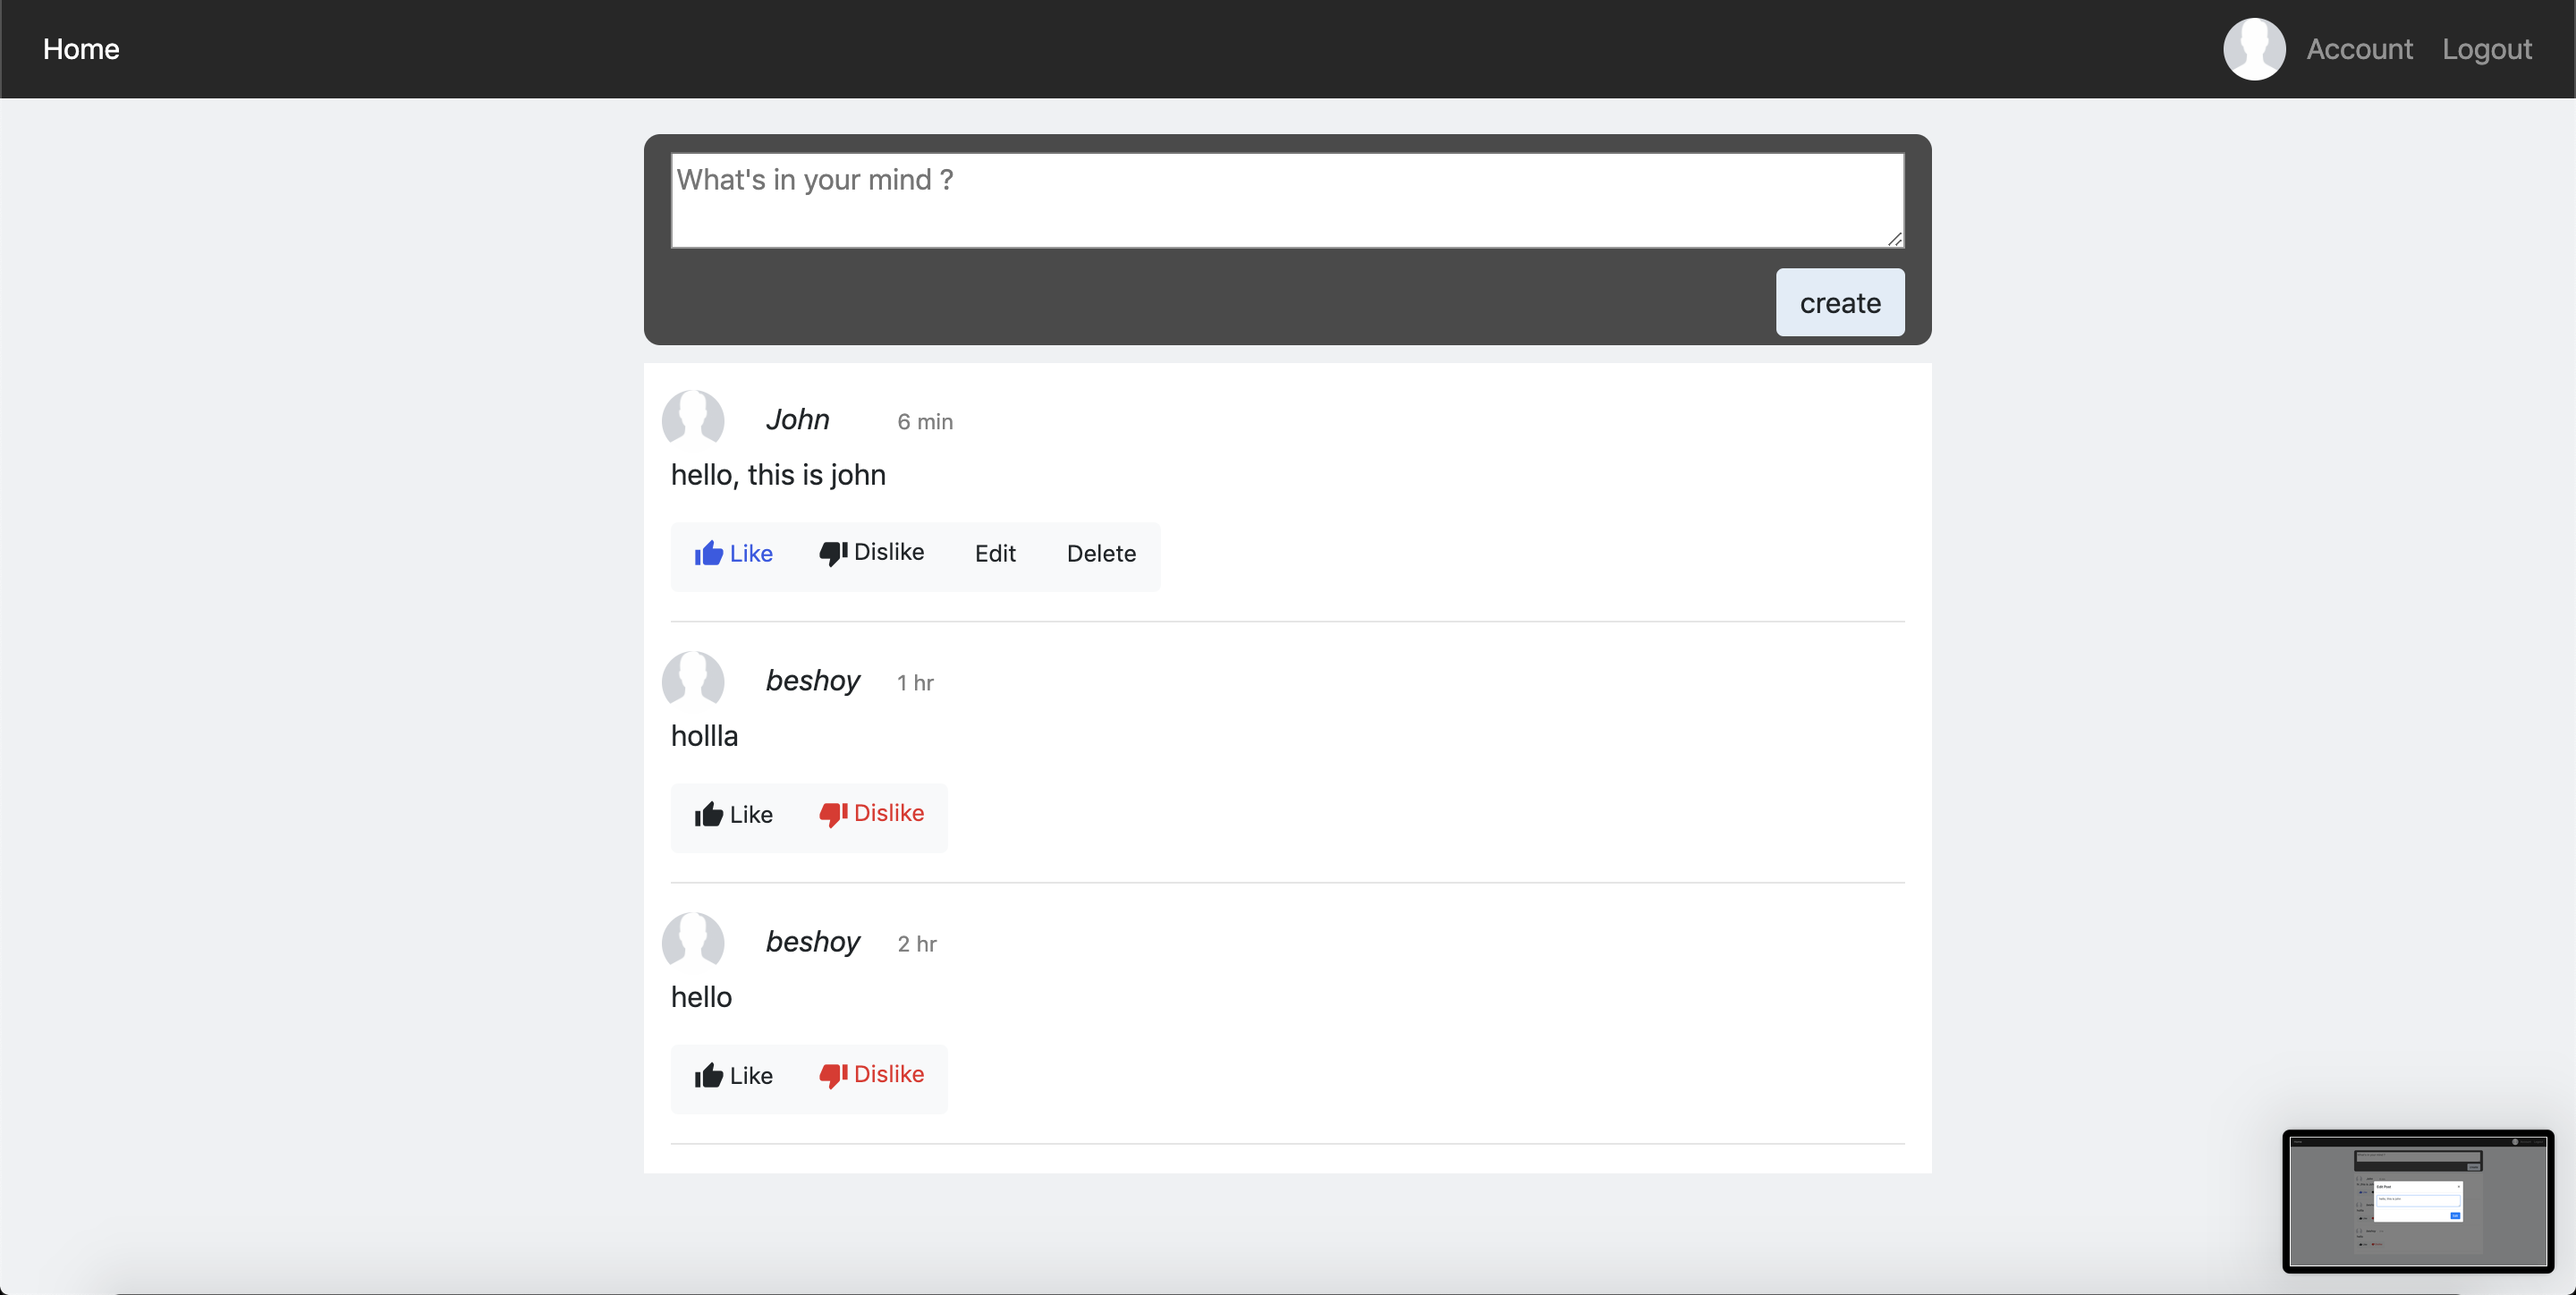 Home Account Logout
What's in your mind ?
create
John 6 min
hello, this is john
Like Dislike Edit Delete
beshoy 1 hr
hollla
Like Dislike
beshoy 2 hr
hello
Like Dislike